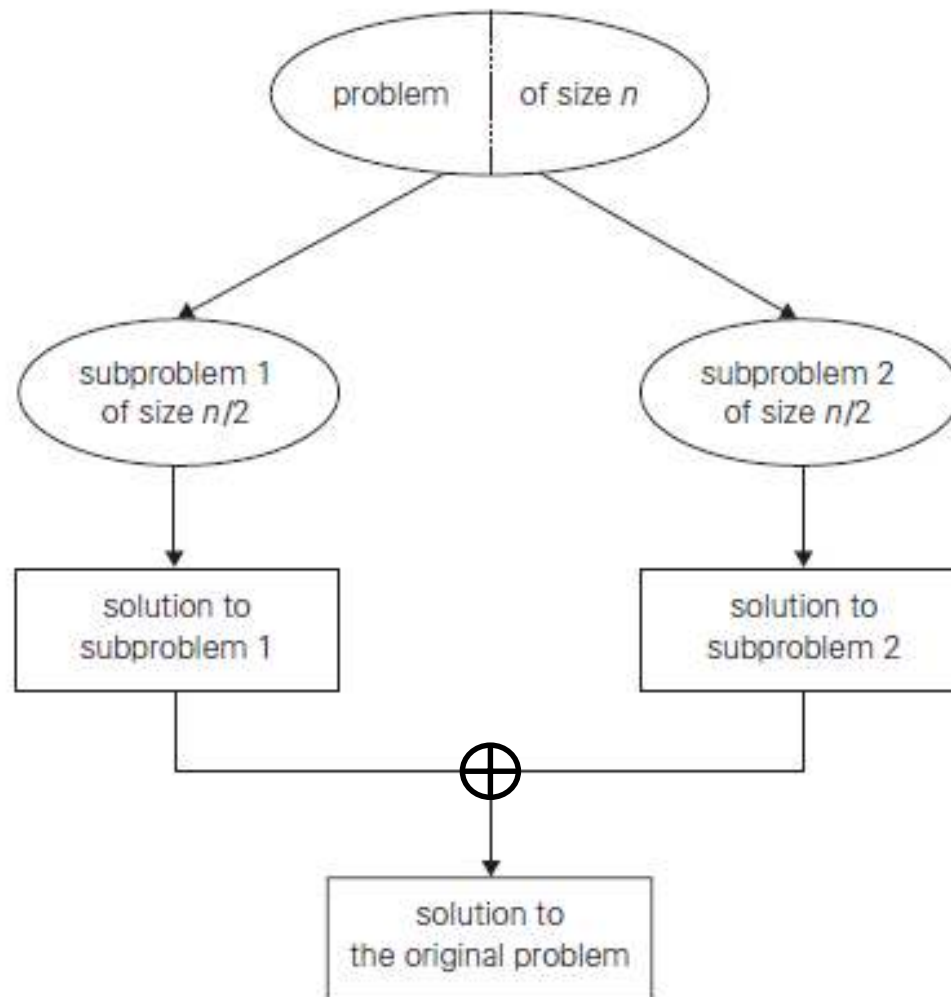 problem of size n
subproblem 1
of size n/2
subproblem 2
of size n/2
solution to
subproblem 1
solution to
subproblem 2
solution to
the original problem